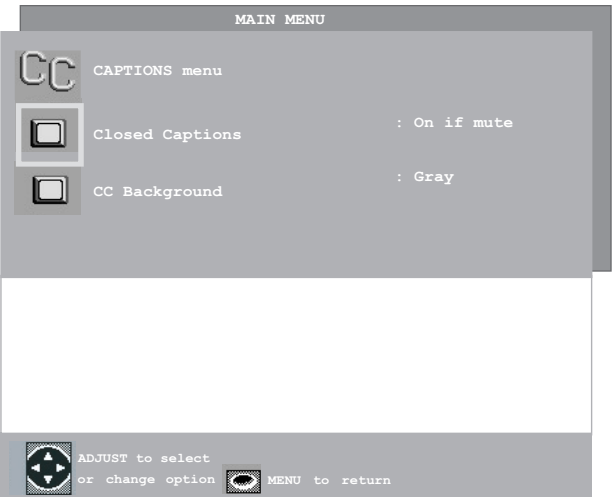 MAIN MENU
CC CAPTIONS menu
Closed Captions : On if mute
CC Background : Gray
ADJUST to select
or change option MENU to return